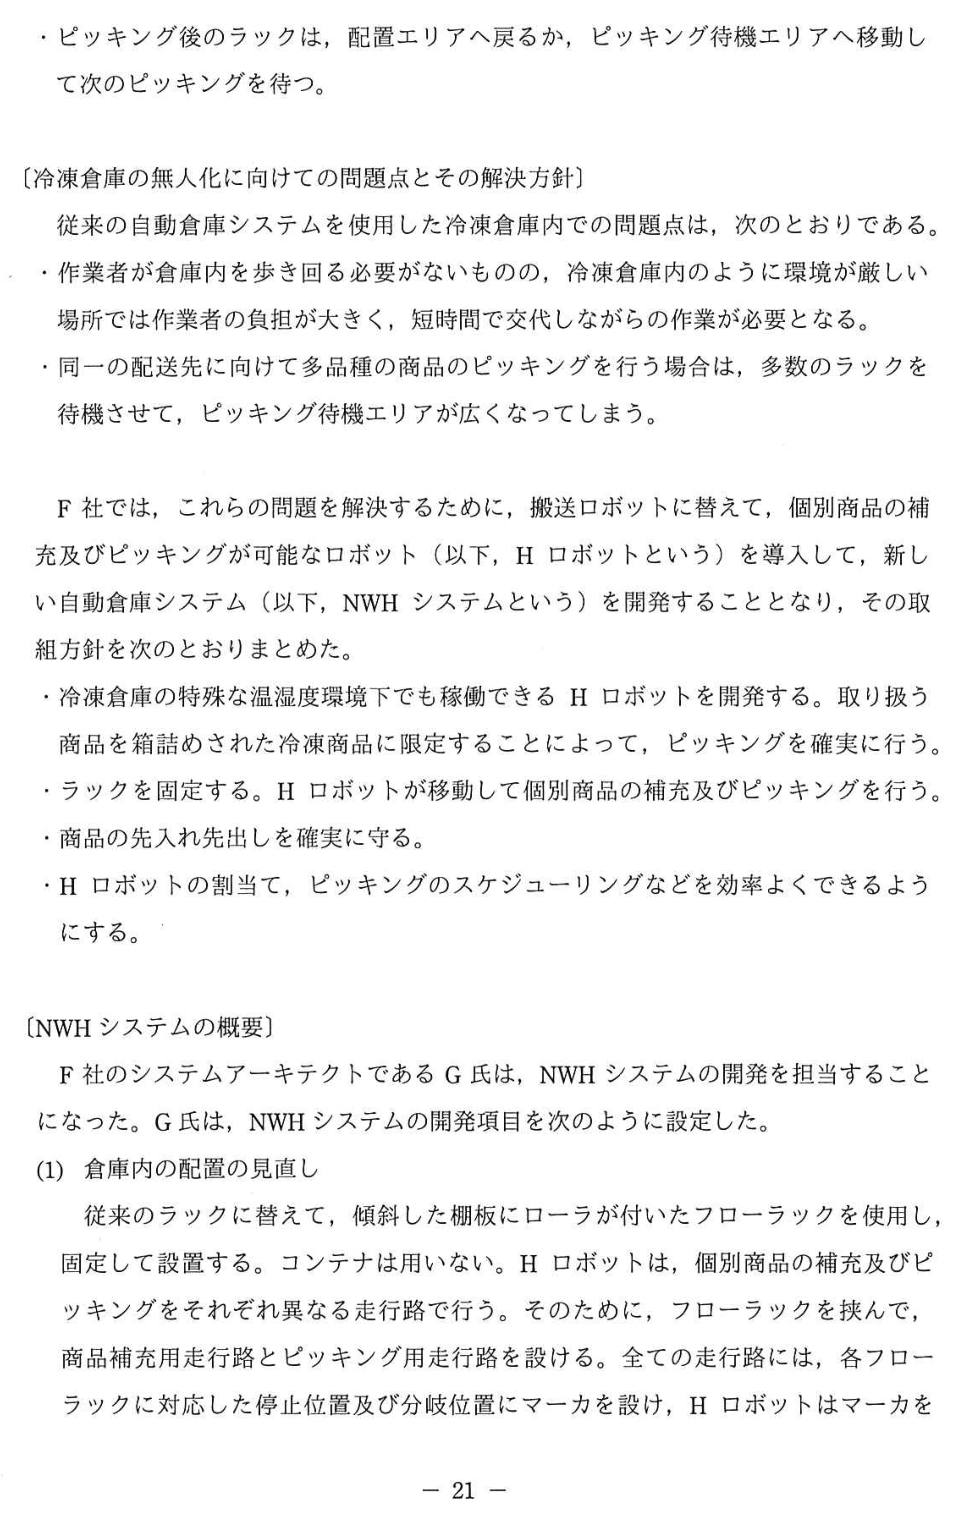 ・ピッキング後のラックは，配置エリアへ戻るか，ピッキング待機エリアへ移動し
て次のピッキングを待つ。
〔冷凍倉庫の無人化に向けての問題点とその解決方針〕
従来の自動倉庫システムを使用した冷凍倉庫内での問題点は，次のとおりである。
・作業者が倉庫内を歩き回る必要がないものの，冷凍倉庫内のように環境が厳しい
場所では作業者の負担が大きく，短時間で交代しながらの作業が必要となる。
・同一の配送先に向けて多品種の商品のピッキングを行う場合は，多数のラックを
待機させて，ピッキング待機エリアが広くなってしまう。
F 社では，これらの問題を解決するために，搬送ロボットに替えて，個別商品の補
充及びピッキングが可能なロボット（以下，H ロボットという）を導入して，新し
い自動倉庫システム（以下，NWH システムという）を開発することとなり，その取
組方針を次のとおりまとめた。
・冷凍倉庫の特殊な温湿度環境下でも稼働できる H ロボットを開発する。取り扱う
商品を箱詰めされた冷凍商品に限定することによって，ピッキングを確実に行う。
・ラックを固定する。H ロボットが移動して個別商品の補充及びピッキングを行う。
・商品の先入れ先出しを確実に守る。
・H ロボットの割当て，ピッキングのスケジューリングなどを効率よくできるよう
にする。
〔NWH システムの概要〕
F 社のシステムアーキテクトである G 氏は，NWH システムの開発を担当すること
になった。G 氏は，NWH システムの開発項目を次のように設定した。
(1) 倉庫内の配置の見直し
従来のラックに替えて，傾斜した棚板にローラが付いたフローラックを使用し，
固定して設置する。コンテナは用いない。H ロボットは，個別商品の補充及びピ
ッキングをそれぞれ異なる走行路で行う。そのために，フローラックを挟んで，
商品補充用走行路とピッキング用走行路を設ける。全ての走行路には，各フロー
ラックに対応した停止位置及び分岐位置にマーカを設け，H ロボットはマーカを
－ 21 －